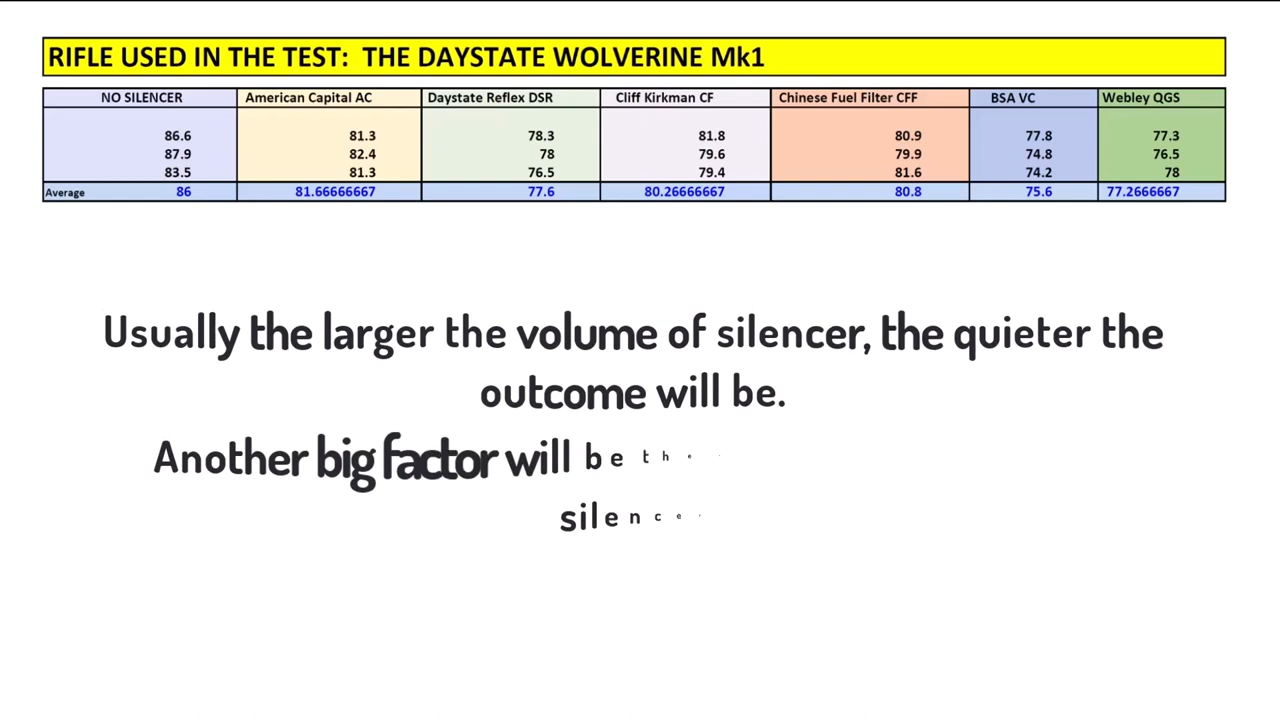 RIFLE USED IN THE TEST: THE DAYSTATE WOLVERINE Mk1
NO SILENCER American Capital AC Daystate Reflex DSR Cliff Kirkman CF Chinese Fuel Filter CFF BSA VC Webley QGS
86.6 81.3 78.3 81.8 80.9 77.8 77.3
87.9 82.4 78 79.6 79.9 74.8 76.5
83.5 81.3 76.5 79.4 81.6 74.2 78
Average 86 81.66666667 77.6 80.26666667 80.8 75.6 77.2666667
Usually the larger the volume of silencer, the quieter the
outcome will be.
Another big factor will be the
silence